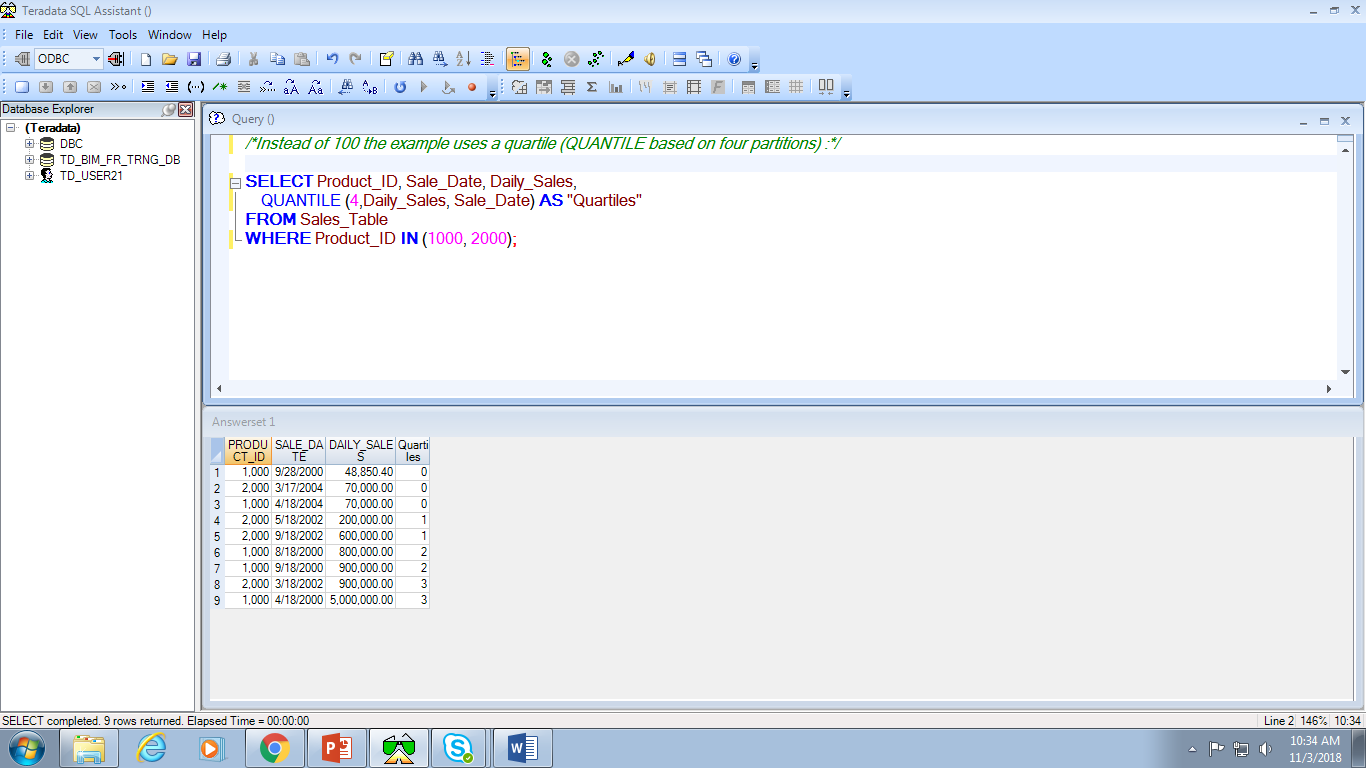 Teradata SQL Assistant ()
File Edit View Tools Window Help
ODBC
Database Explorer
(Teradata)
DBC
TD_BIM_FR_TRNG_DB
TD_USER21
Query ()
/*Instead of 100 the example uses a quartile (QUANTILE based on four partitions) :*/
SELECT Product_ID, Sale_Date, Daily_Sales,
QUANTILE (4,Daily_Sales, Sale_Date) AS "Quartiles"
FROM Sales_Table
WHERE Product_ID IN (1000, 2000);
Answerset 1
PRODU SALE_DA DAILY_SALE Quarti
CT_ID TE S les
1 1,000 9/28/2000 48,850.40 0
2 2,000 3/17/2004 70,000.00 0
3 1,000 4/18/2004 70,000.00 0
4 2,000 5/18/2002 200,000.00 1
5 2,000 9/18/2002 600,000.00 1
6 1,000 8/18/2000 800,000.00 2
7 1,000 9/18/2000 900,000.00 2
8 2,000 3/18/2002 900,000.00 3
9 1,000 4/18/2000 5,000,000.00 3
SELECT completed. 9 rows returned. Elapsed Time = 00:00:00
Line 2 146% 10:34
10:34 AM
11/3/2018